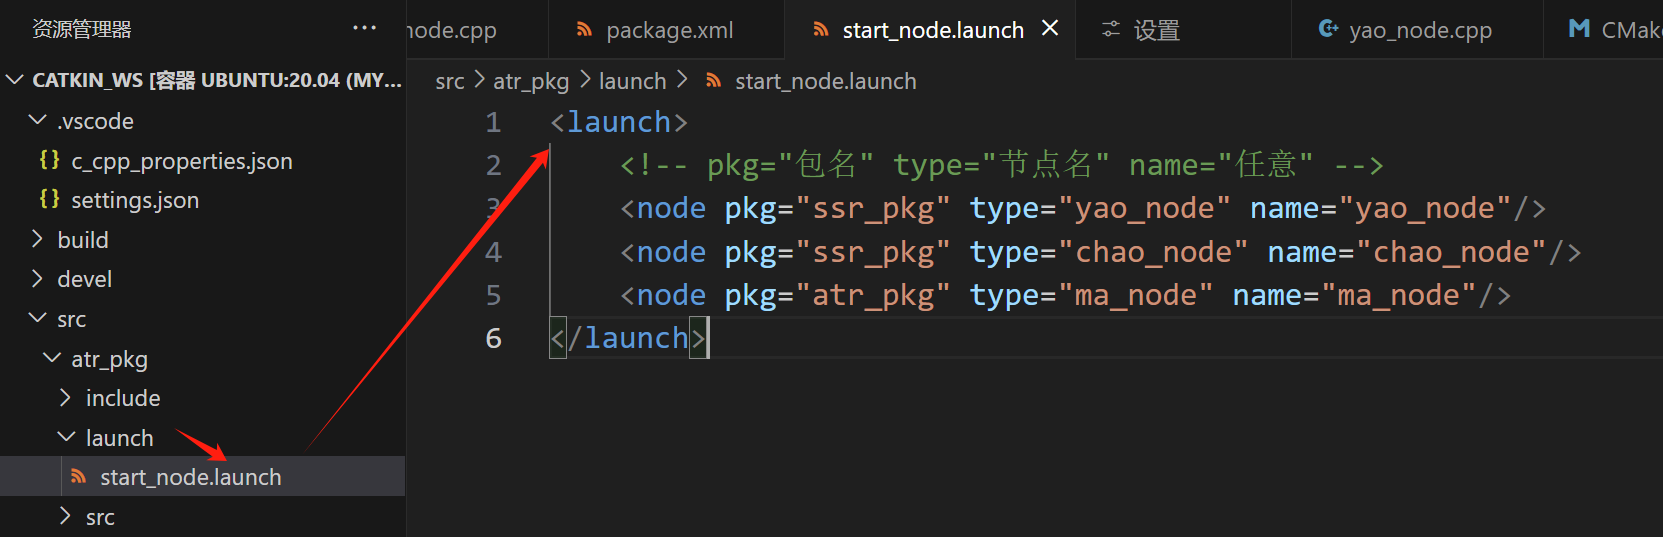 资源管理器 ···
node.cpp package.xml start_node.launch 设置 yao_node.cpp CMak
CATKIN_WS [容器 UBUNTU:20.04 (MY...
.vscode
{} c_cpp_properties.json
{} settings.json
build
devel
src
atr_pkg
include
launch
start_node.launch
src
src > atr_pkg > launch > start_node.launch
1 <launch>
2 <!-- pkg="包名" type="节点名" name="任意" -->
3 <node pkg="ssr_pkg" type="yao_node" name="yao_node"/>
4 <node pkg="ssr_pkg" type="chao_node" name="chao_node"/>
5 <node pkg="atr_pkg" type="ma_node" name="ma_node"/>
6 </launch>